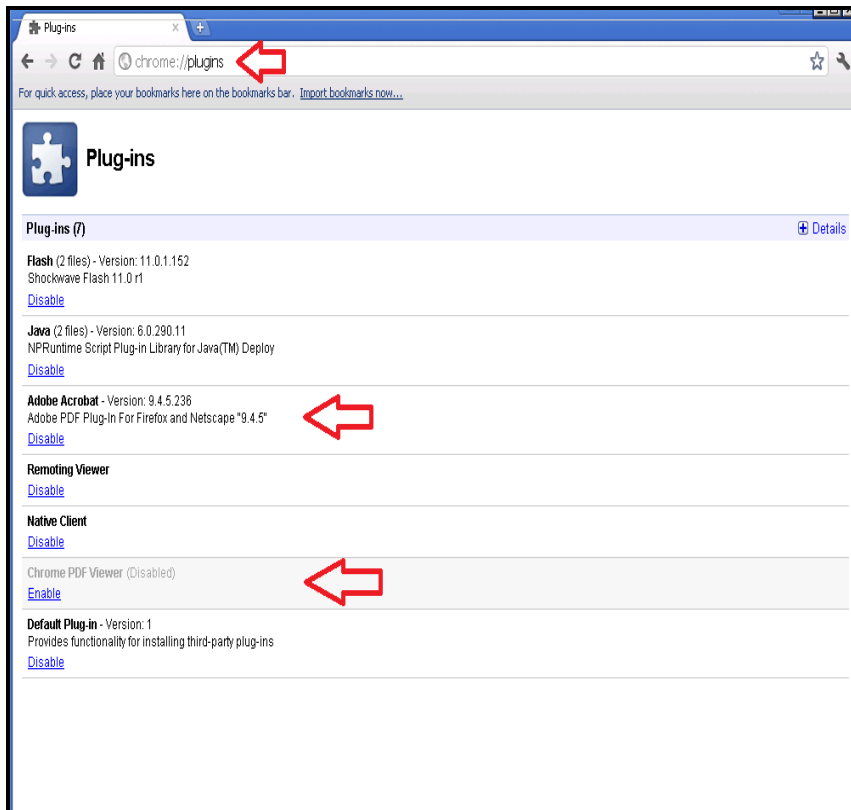 Plug-ins
chrome://plugins
For quick access, place your bookmarks here on the bookmarks bar. Import bookmarks now...
Plug-ins
Plug-ins (7) Details
Flash (2 files) - Version: 11.0.1.152
Shockwave Flash 11.0 r1
Disable
Java (2 files) - Version: 6.0.290.11
NPRuntime Script Plug-in Library for Java(TM) Deploy
Disable
Adobe Acrobat - Version: 9.4.5.236
Adobe PDF Plug-In For Firefox and Netscape "9.4.5"
Disable
Remoting Viewer
Disable
Native Client
Disable
Chrome PDF Viewer (Disabled)
Enable
Default Plug-in - Version: 1
Provides functionality for installing third-party plug-ins
Disable